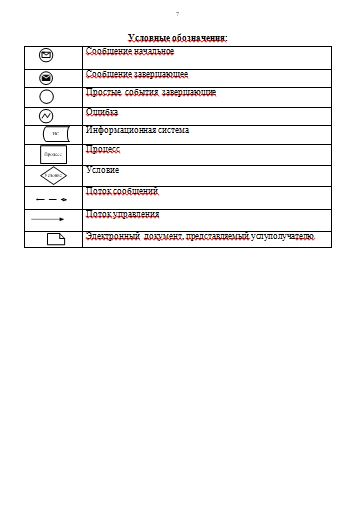 7
Условные обозначения:
Сообщение начальное
Сообщение завершающее
Простые события завершающие
Ошибка
ИС
Информационная система
Процесс
Процесс
Условие
Условие
Поток сообщений
Поток управления
Электронный документ, представляемый услуполучателю